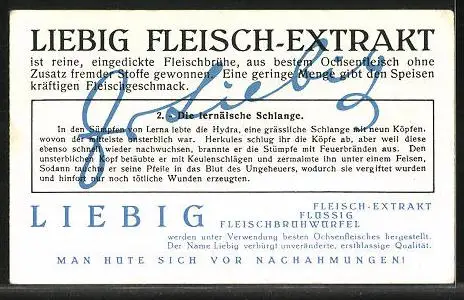 LIEBIG FLEISCH-EXTRAKT
ist reine, eingedickte Fleischbrühe, aus bestem Ochsenfleisch ohne
Zusatz fremder Stoffe gewonnen. Eine geringe Menge gibt den Speisen
kräftigen Fleischgeschmack.
J v Liebig
2. - Die lernäische Schlange.
In den Sümpfen von Lerna lebte die Hydra, eine grässliche Schlange mit neun Köpfen,
wovon der mittelste unsterblich war. Herkules schlug ihr die Köpfe ab, aber weil diese
ebenso schnell wieder nachwuchsen, brannte er die Stümpfe mit Feuerbränden aus. Den
unsterblichen Kopf betäubte er mit Keulenschlägen und zermalmte ihn unter einem Felsen,
Sodann tauchte er seine Pfeile in das Blut des Ungeheuers, wodurch sie vergiftet wurden
und hinfort nur noch tötliche Wunden erzeugten.
LIEBIG
FLEISCH-EXTRAKT
FLÜSSIG
FLEISCHBRÜHWÜRFEL
werden unter Verwendung besten Ochsenfleisches hergestellt.
Der Name Liebig verbürgt unveränderte, erstklassige Qualität.
MAN HÜTE SICH VOR NACHAHMUNGEN!